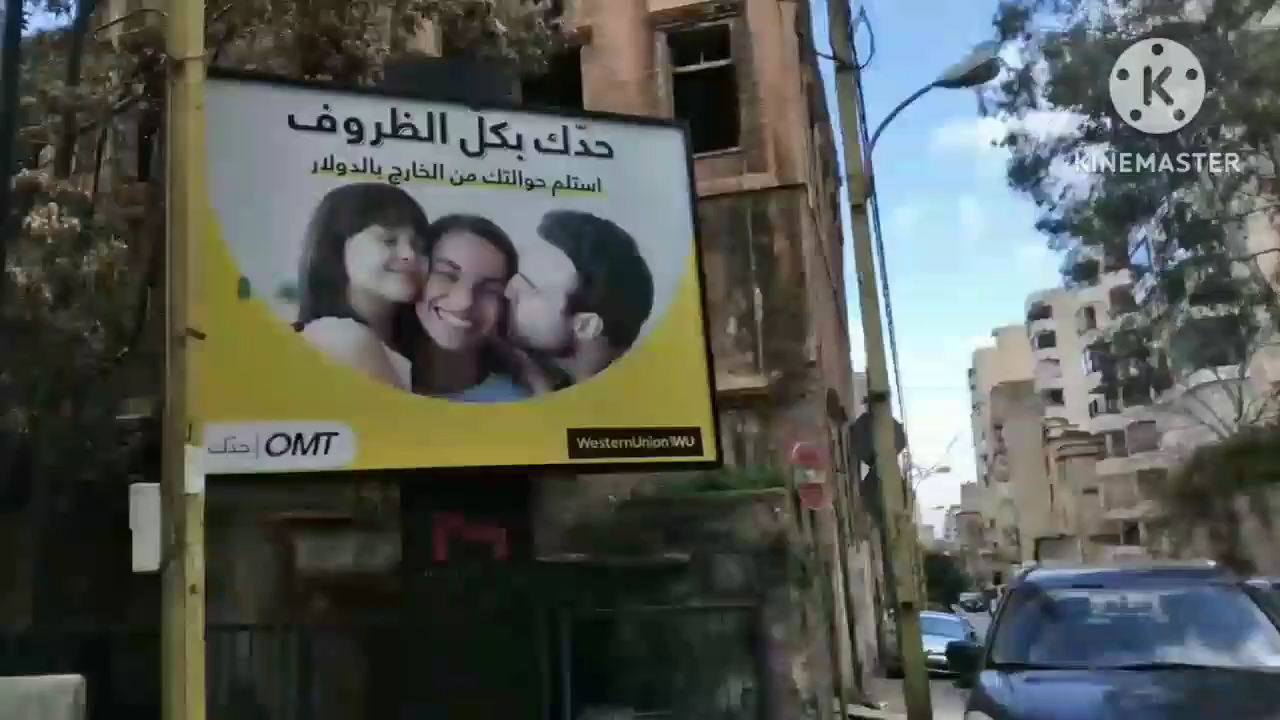 حدّك بكل الظروف
استلم حوالتك من الخارج بالدولار
حدّك | OMT
WesternUnion WU
K
KINEMASTER